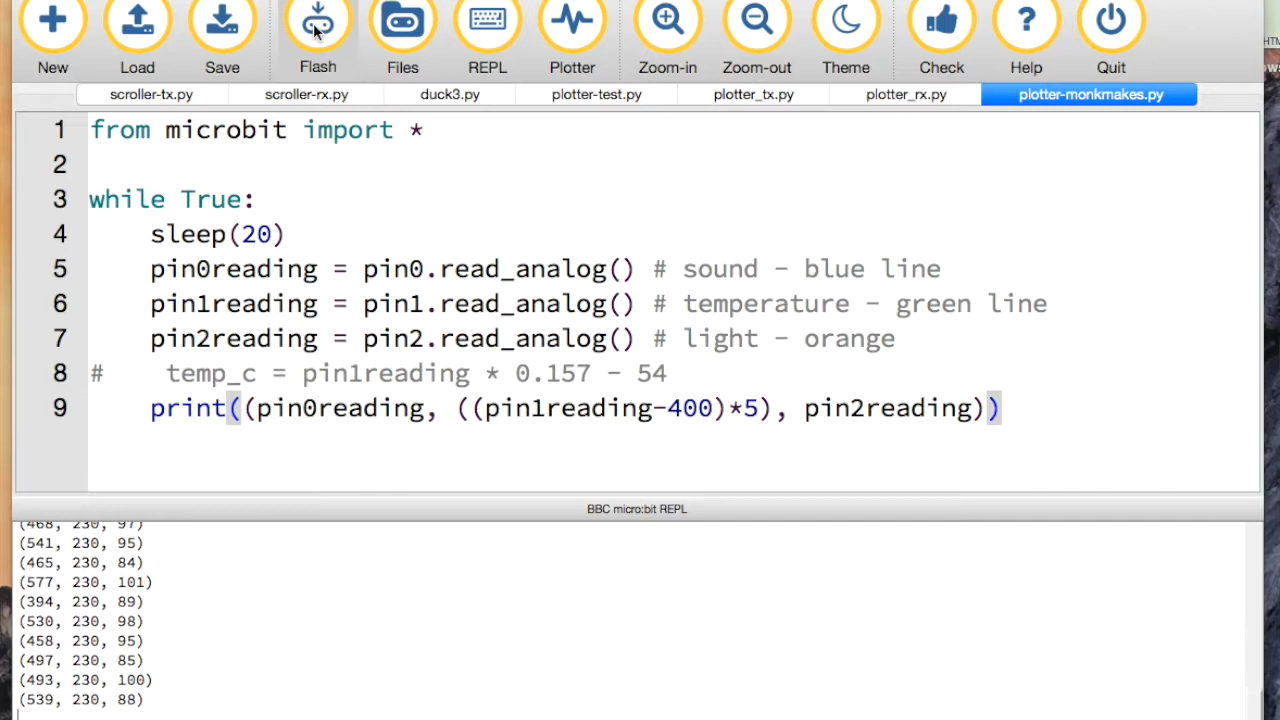 New Load Save Flash Files REPL Plotter Zoom-in Zoom-out Theme Check Help Quit
scroller-tx.py scroller-rx.py duck3.py plotter-test.py plotter_tx.py plotter_rx.py plotter-monkmakes.py
1 from microbit import *
2
3 while True:
4 sleep(20)
5 pin0reading = pin0.read_analog() # sound - blue line
6 pin1reading = pin1.read_analog() # temperature - green line
7 pin2reading = pin2.read_analog() # light - orange
8 # temp_c = pin1reading * 0.157 - 54
9 print((pin0reading, ((pin1reading-400)*5), pin2reading))
BBC micro:bit REPL
(468, 230, 97)
(541, 230, 95)
(465, 230, 84)
(577, 230, 101)
(394, 230, 89)
(530, 230, 98)
(458, 230, 95)
(497, 230, 85)
(493, 230, 100)
(539, 230, 88)